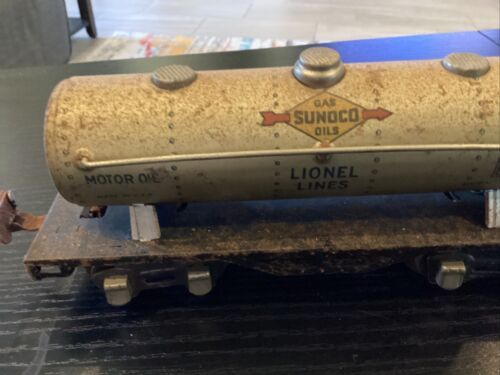 GAS
SUNOCO
OILS
MOTOR OIL
LIONEL
LINES